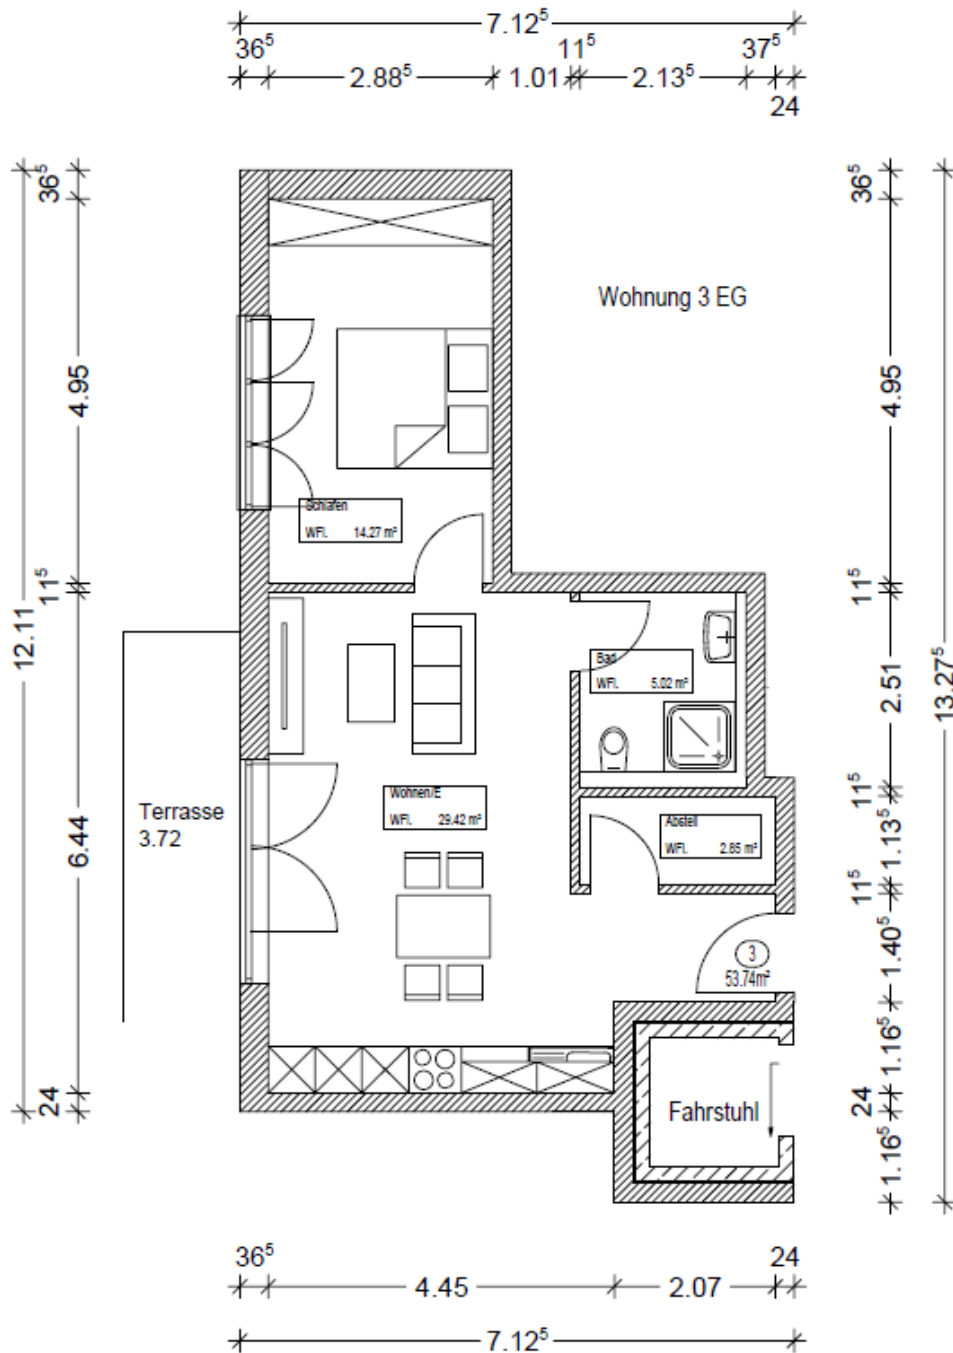 7.12⁵
36⁵
11⁵
37⁵
2.88⁵
1.01
2.13⁵
24
36⁵
4.95
11⁵
6.44
24
12.11
36⁵
4.95
11⁵
2.51
11⁵
1.13⁵
11⁵
1.40⁵
1.16⁵
24
1.16⁵
13.27⁵
Wohnung 3 EG
Schlafen
WFl. 14.27 m²
Bad
WFl. 5.02 m²
Wohnen/E
WFl. 29.42 m²
Abstell
WFl. 2.85 m²
Terrasse
3.72
3
53.74m²
Fahrstuhl
36⁵
24
4.45
2.07
7.12⁵